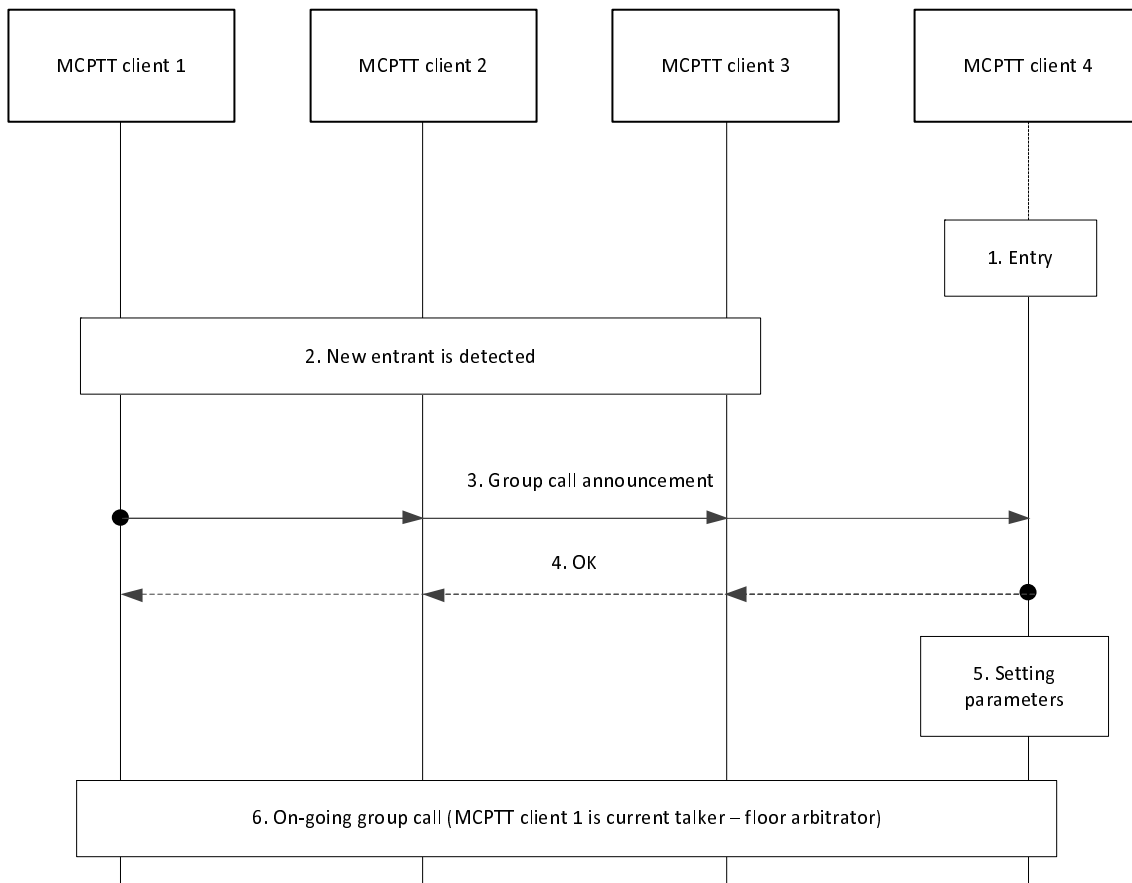 MCPTT client 1
MCPTT client 2
MCPTT client 3
MCPTT client 4
1. Entry
2. New entrant is detected
3. Group call announcement
4. OK
5. Setting
parameters
6. On-going group call (MCPTT client 1 is current talker – floor arbitrator)